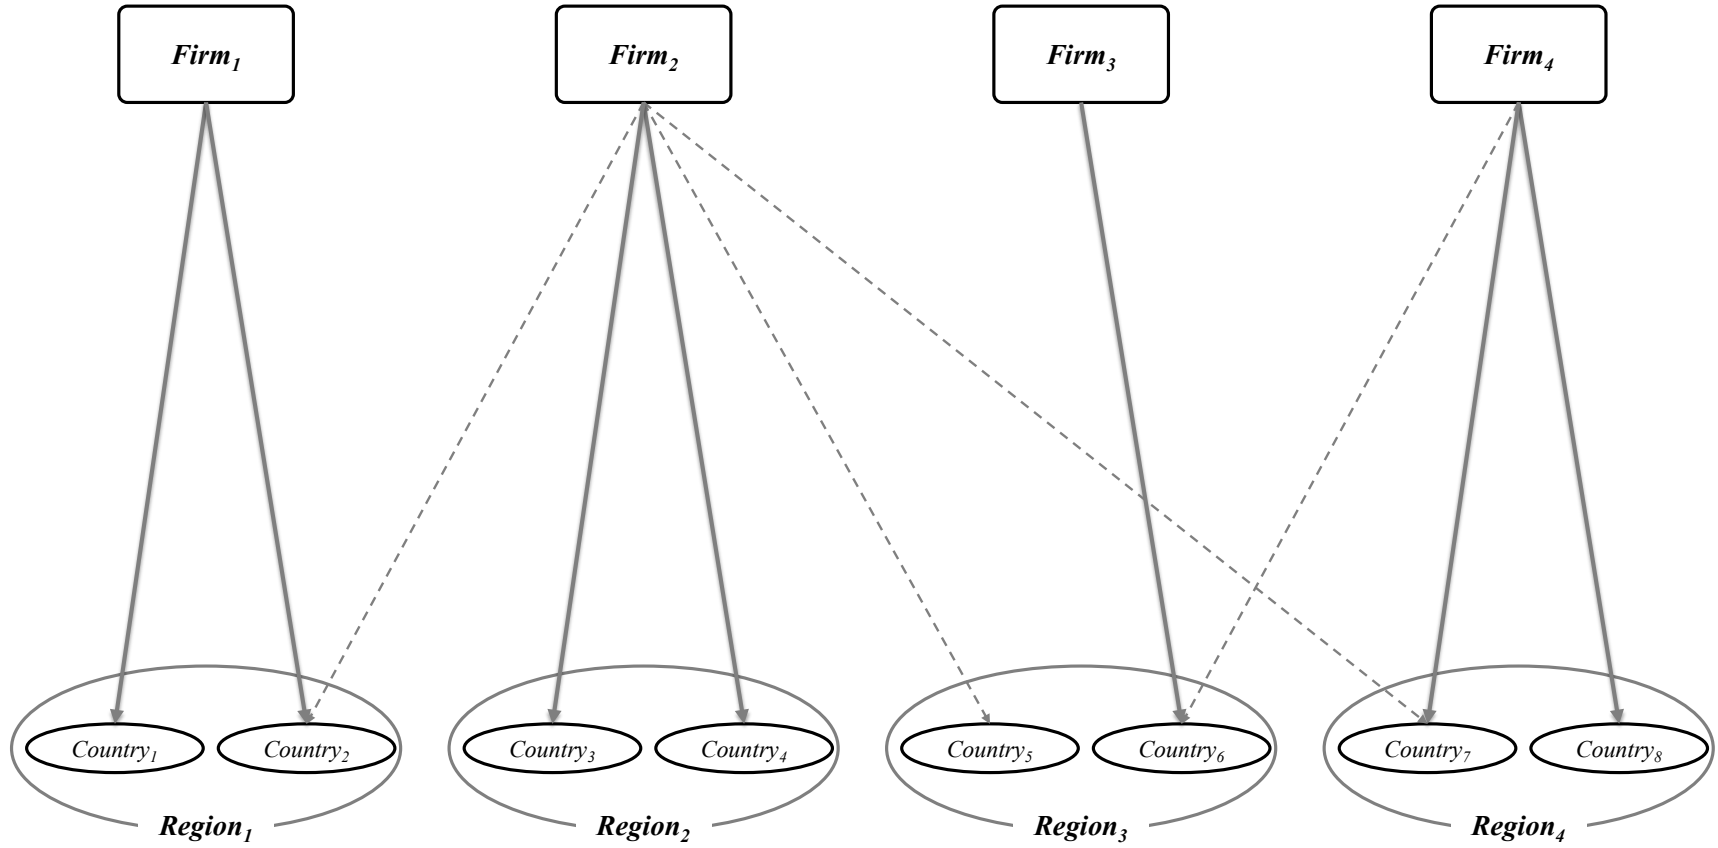 Firm₁
Firm₂
Firm₃
Firm₄
Country₁
Country₂
Country₃
Country₄
Country₅
Country₆
Country₇
Country₈
Region₁
Region₂
Region₃
Region₄